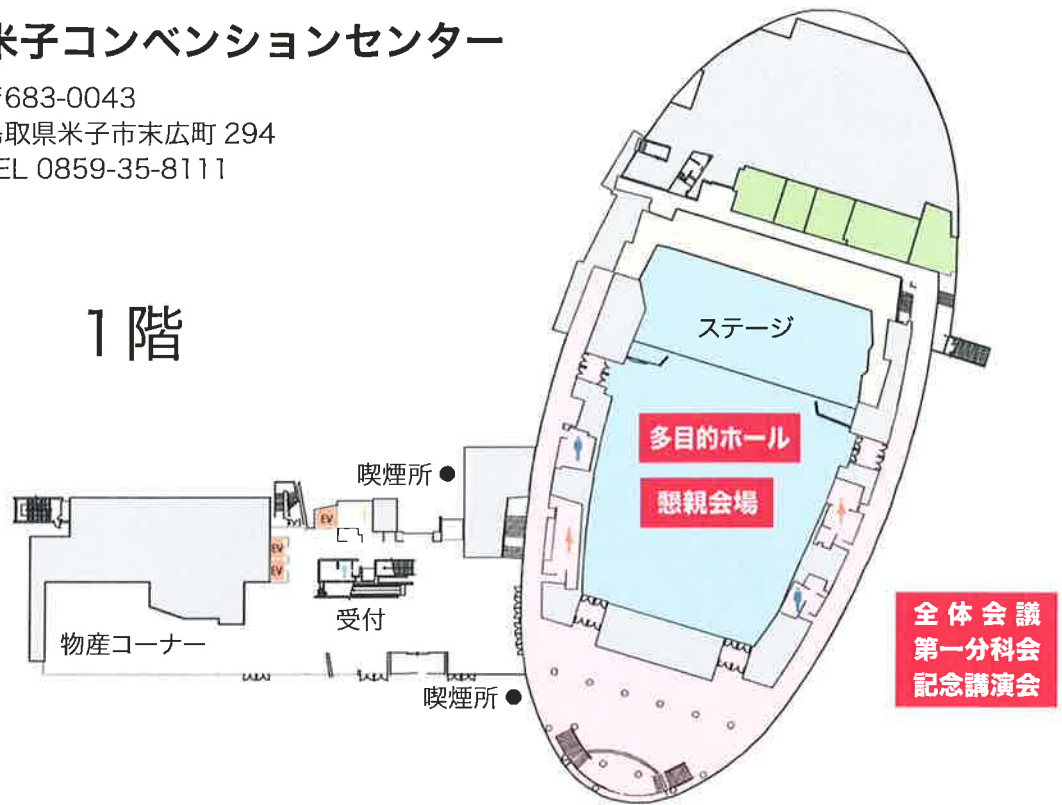 米子コンベンションセンター
〒683-0043
鳥取県米子市末広町 294
TEL 0859-35-8111
1階
ステージ
多目的ホール
懇親会場
喫煙所
EV
EV
EV
受付
物産コーナー
喫煙所
全体会議
第一分科会
記念講演会